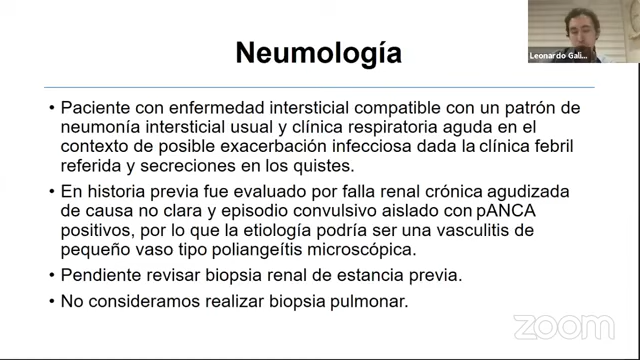 Neumología
Leonardo Gali...
• Paciente con enfermedad intersticial compatible con un patrón de
neumonía intersticial usual y clínica respiratoria aguda en el
contexto de posible exacerbación infecciosa dada la clínica febril
referida y secreciones en los quistes.
• En historia previa fue evaluado por falla renal crónica agudizada
de causa no clara y episodio convulsivo aislado con pANCA
positivos, por lo que la etiología podría ser una vasculitis de
pequeño vaso tipo poliangeítis microscópica.
• Pendiente revisar biopsia renal de estancia previa.
• No consideramos realizar biopsia pulmonar.
zoom